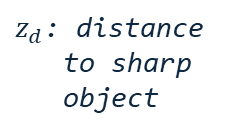 z_d: distance
to sharp
object